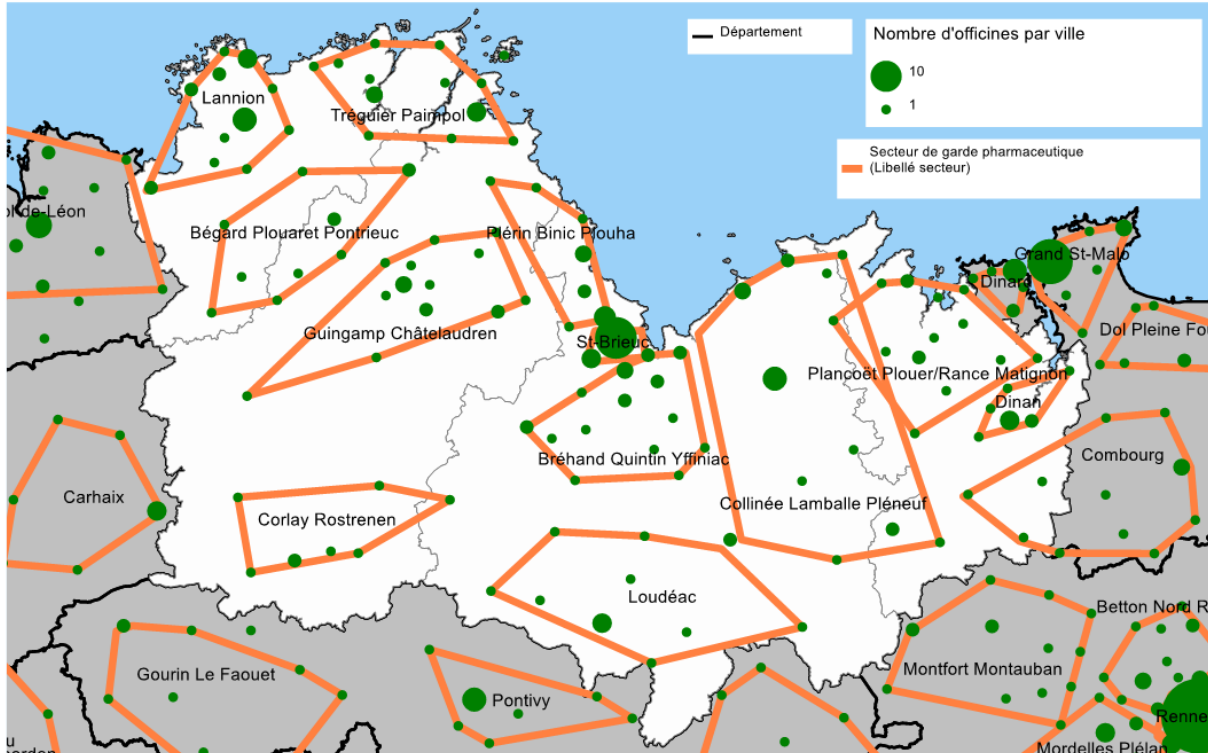 Département
Nombre d'officines par ville
10
1
Secteur de garde pharmaceutique
(Libellé secteur)
Lannion
Tréguier Paimpol
ol-de-Léon
Bégard Plouaret Pontrieuc
Plérin Binic Plouha
Grand St-Malo
Dinard
Guingamp Châtelaudren
St-Brieuc
Dol Pleine Fou
Plancoët Plouer/Rance Matignon
Dinan
Bréhand Quintin Yffiniac
Combourg
Carhaix
Collinée Lamballe Pléneuf
Corlay Rostrenen
Loudéac
Betton Nord R
Gourin Le Faouet
Montfort Montauban
Pontivy
Renne
Mordelles Plélan